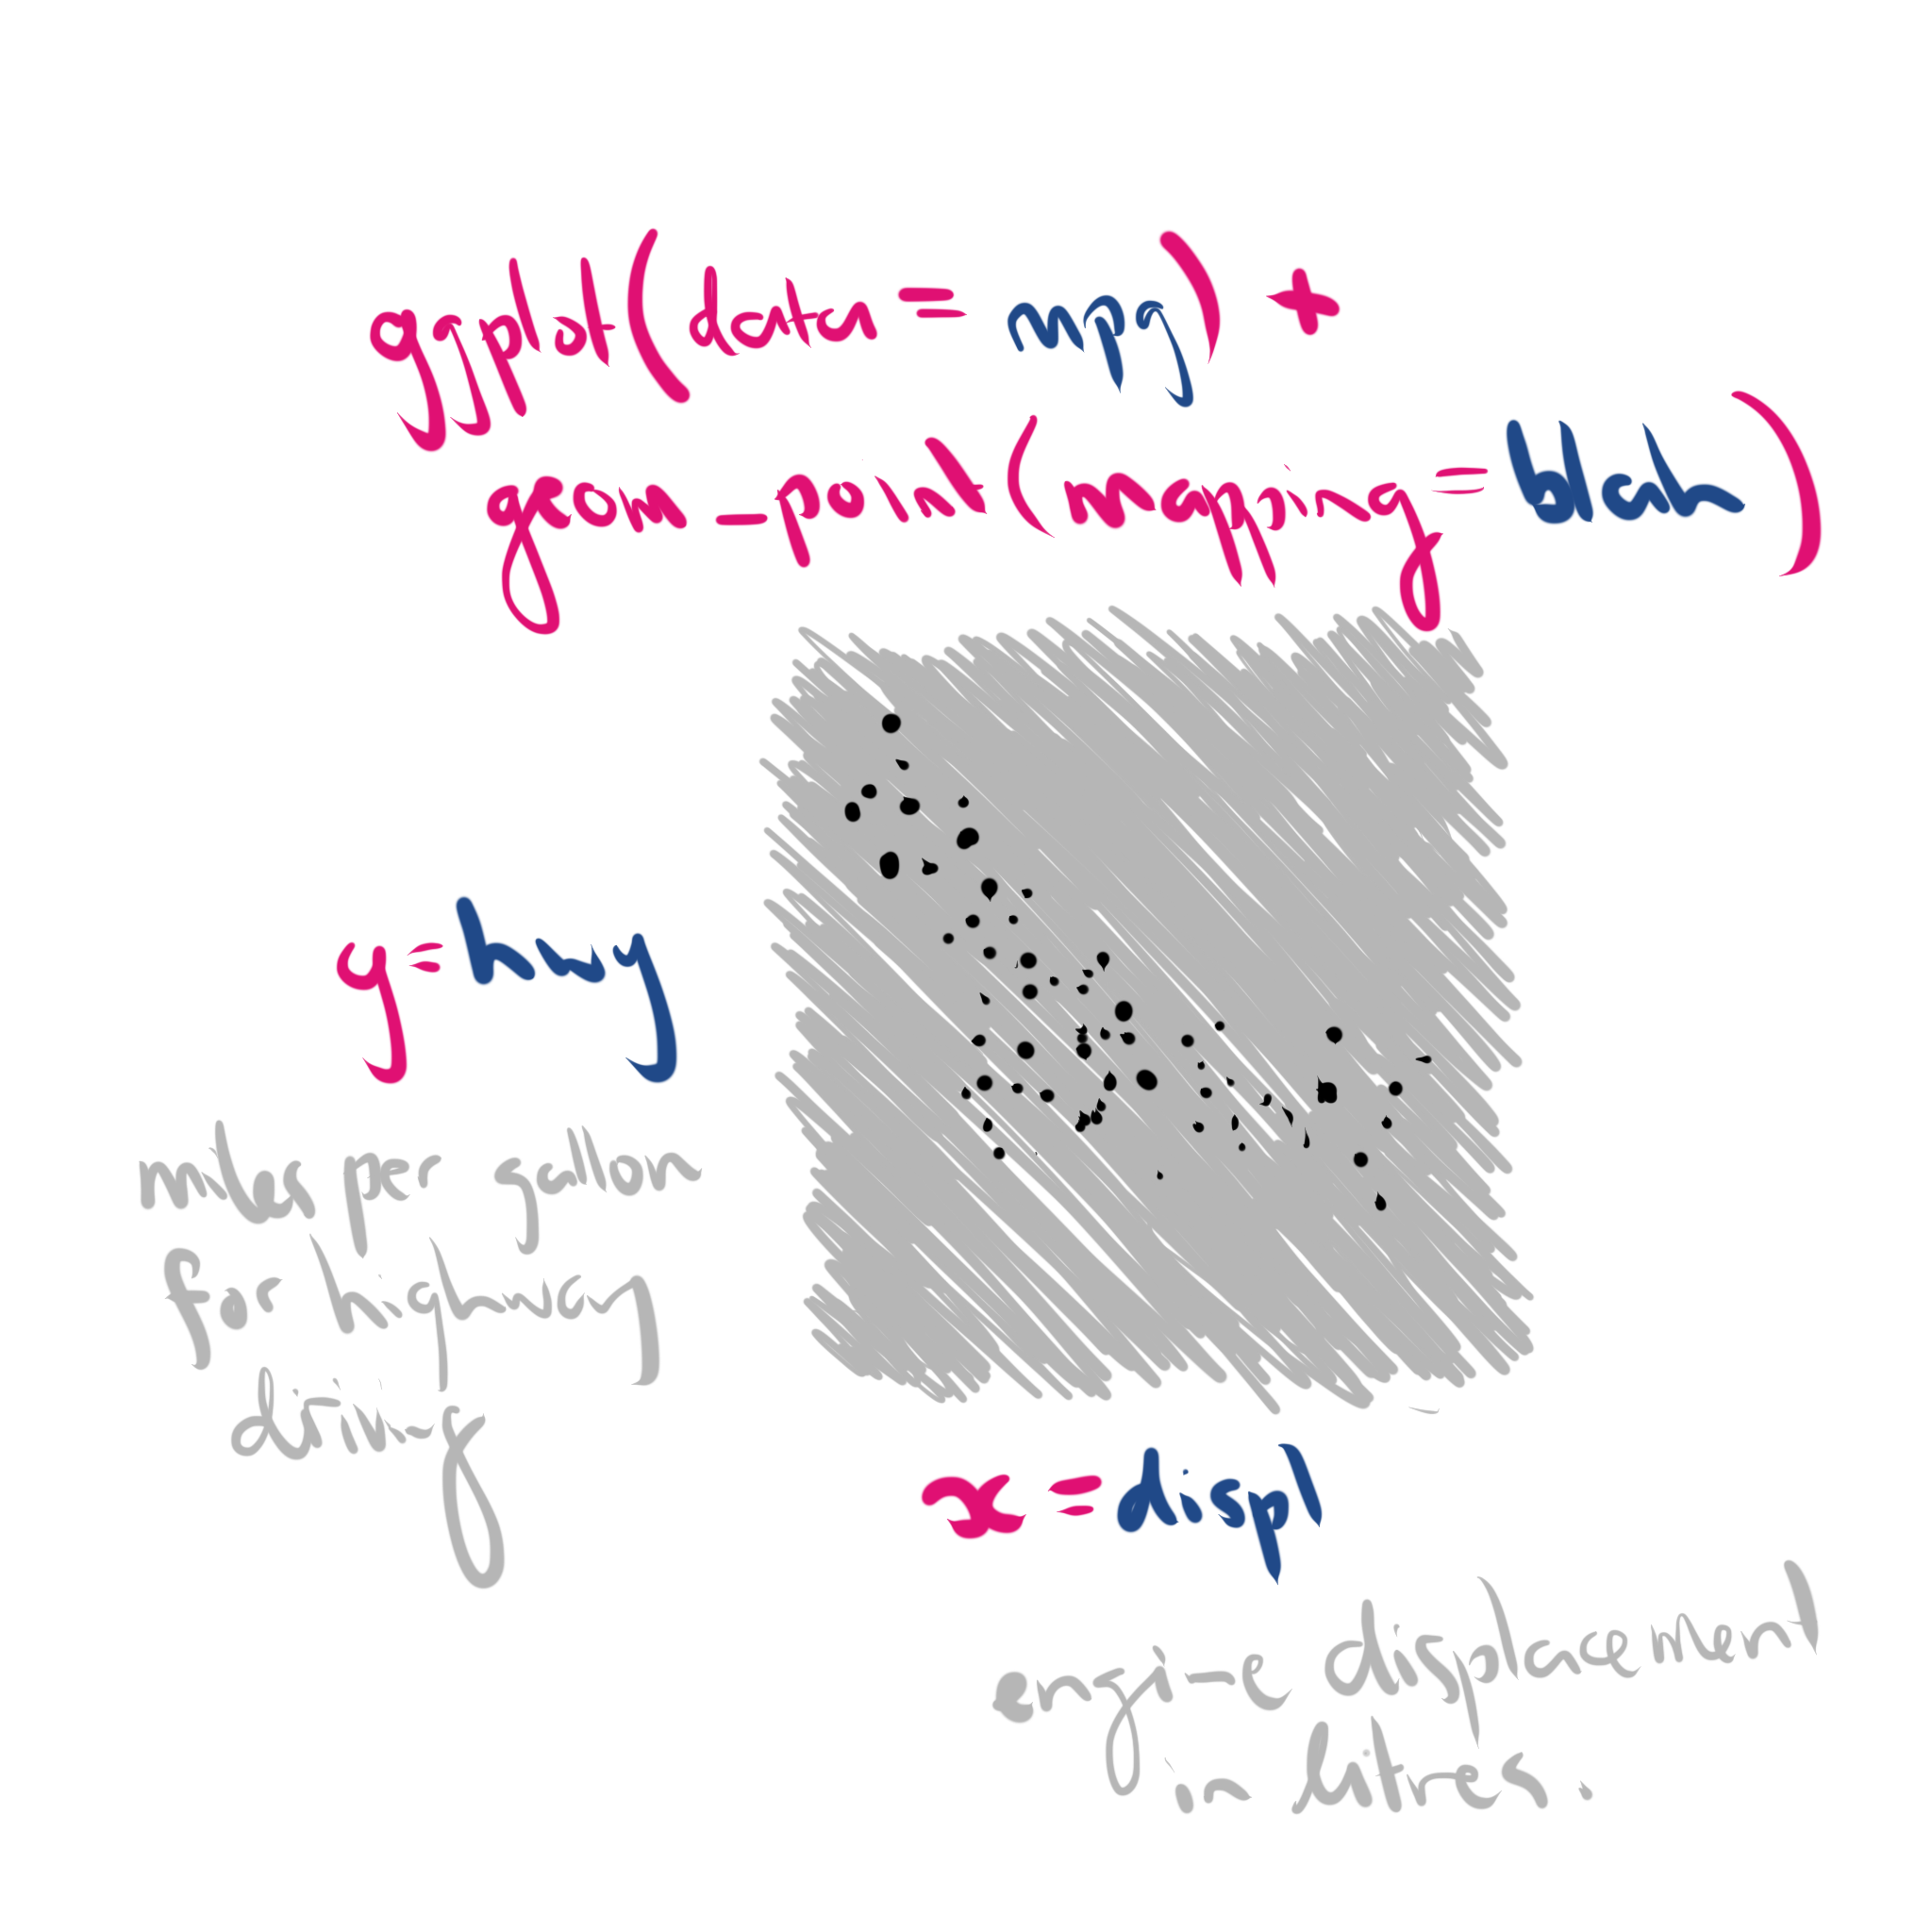 ggplot(data = mpg) +
geom_point(mapping = blah)
y = hwy
miles per gallon
for highway
driving
x = displ
engine displacement
in litres.